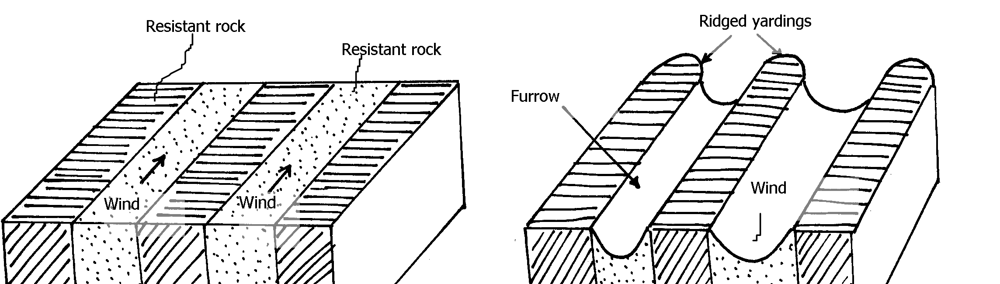 Resistant rock
Resistant rock
Wind
Wind
Ridged yardings
Furrow
Wind